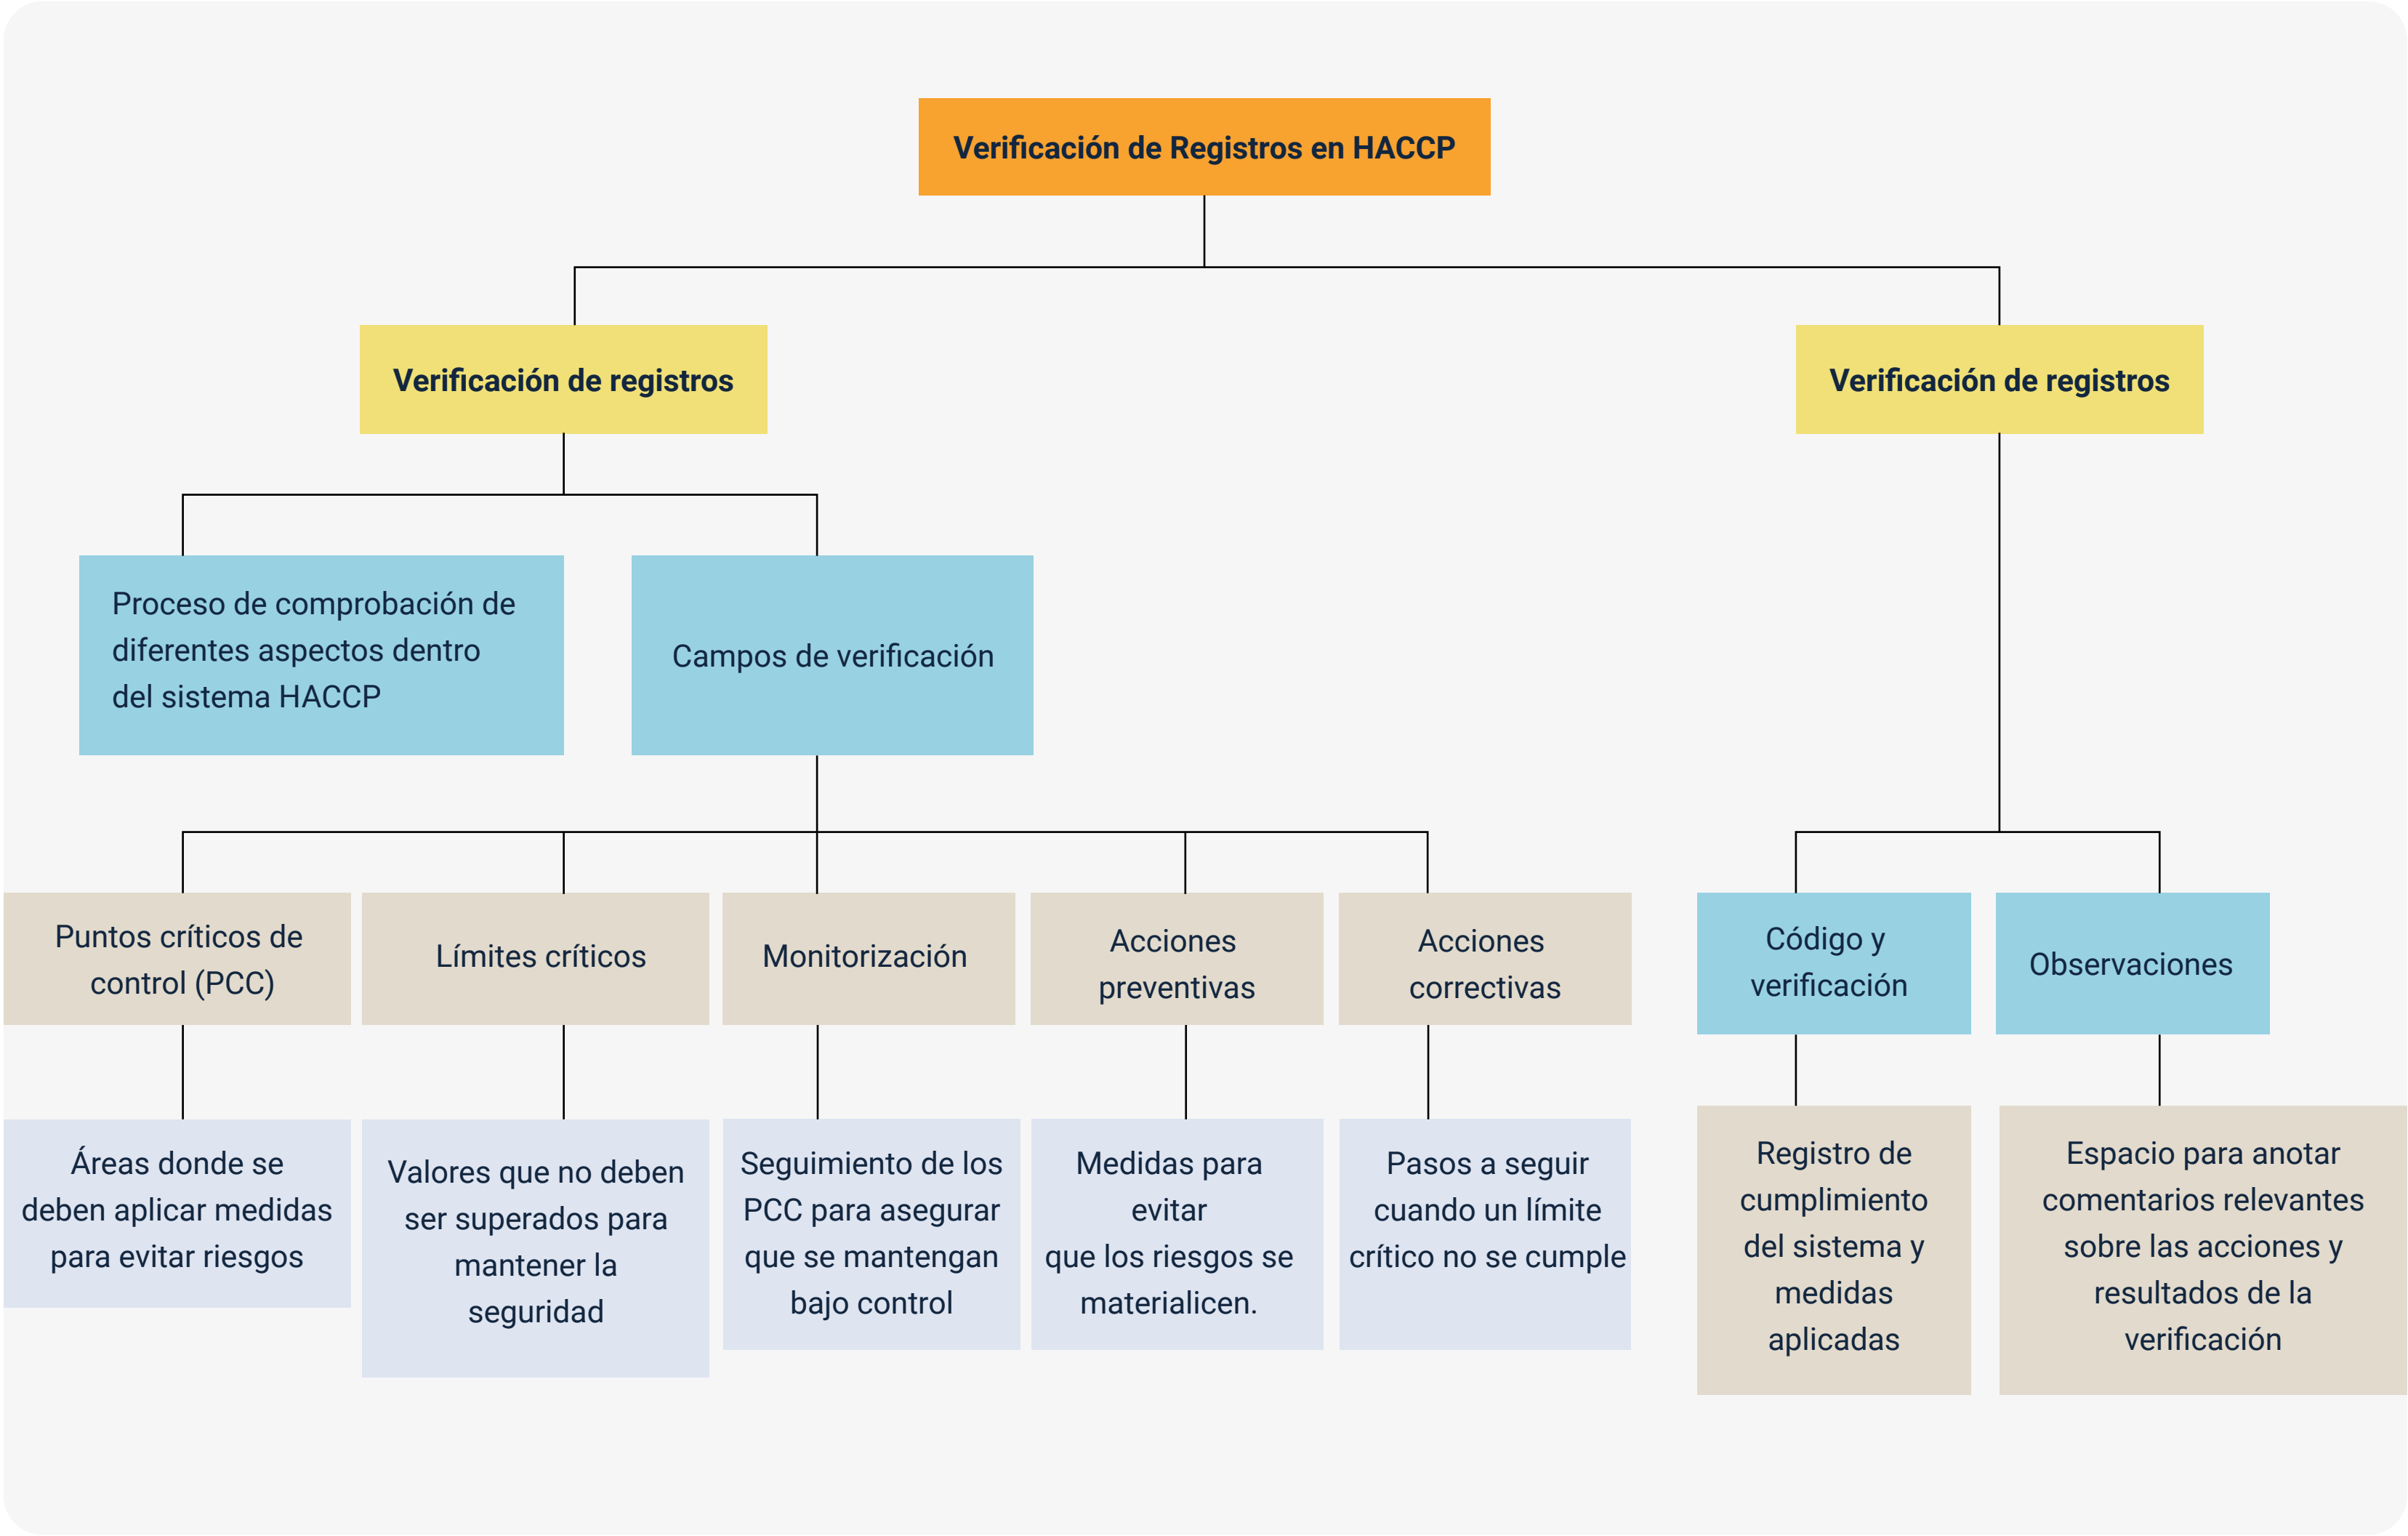 Verificación de Registros en HACCP
Verificación de registros
Verificación de registros
Proceso de comprobación de
diferentes aspectos dentro
del sistema HACCP
Campos de verificación
Puntos críticos de
control (PCC)
Límites críticos
Monitorización
Acciones
preventivas
Acciones
correctivas
Código y
verificación
Observaciones
Áreas donde se
deben aplicar medidas
para evitar riesgos
Valores que no deben
ser superados para
mantener la
seguridad
Seguimiento de los
PCC para asegurar
que se mantengan
bajo control
Medidas para
evitar
que los riesgos se
materialicen.
Pasos a seguir
cuando un límite
crítico no se cumple
Registro de
cumplimiento
del sistema y
medidas
aplicadas
Espacio para anotar
comentarios relevantes
sobre las acciones y
resultados de la
verificación